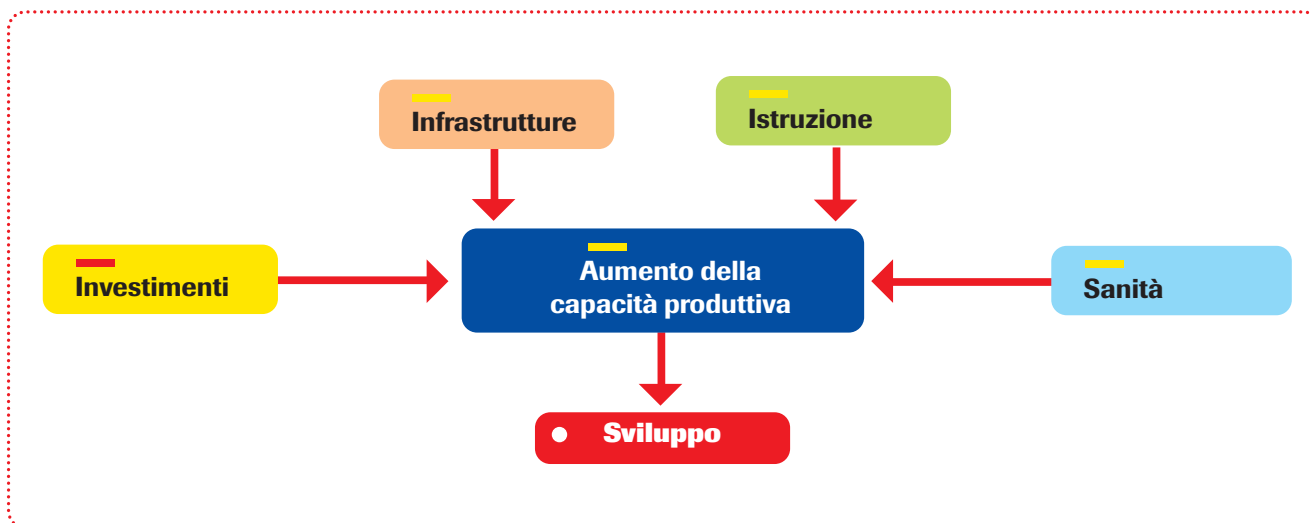 Infrastrutture
Istruzione
Investimenti
Aumento della
capacità produttiva
Sanità
Sviluppo